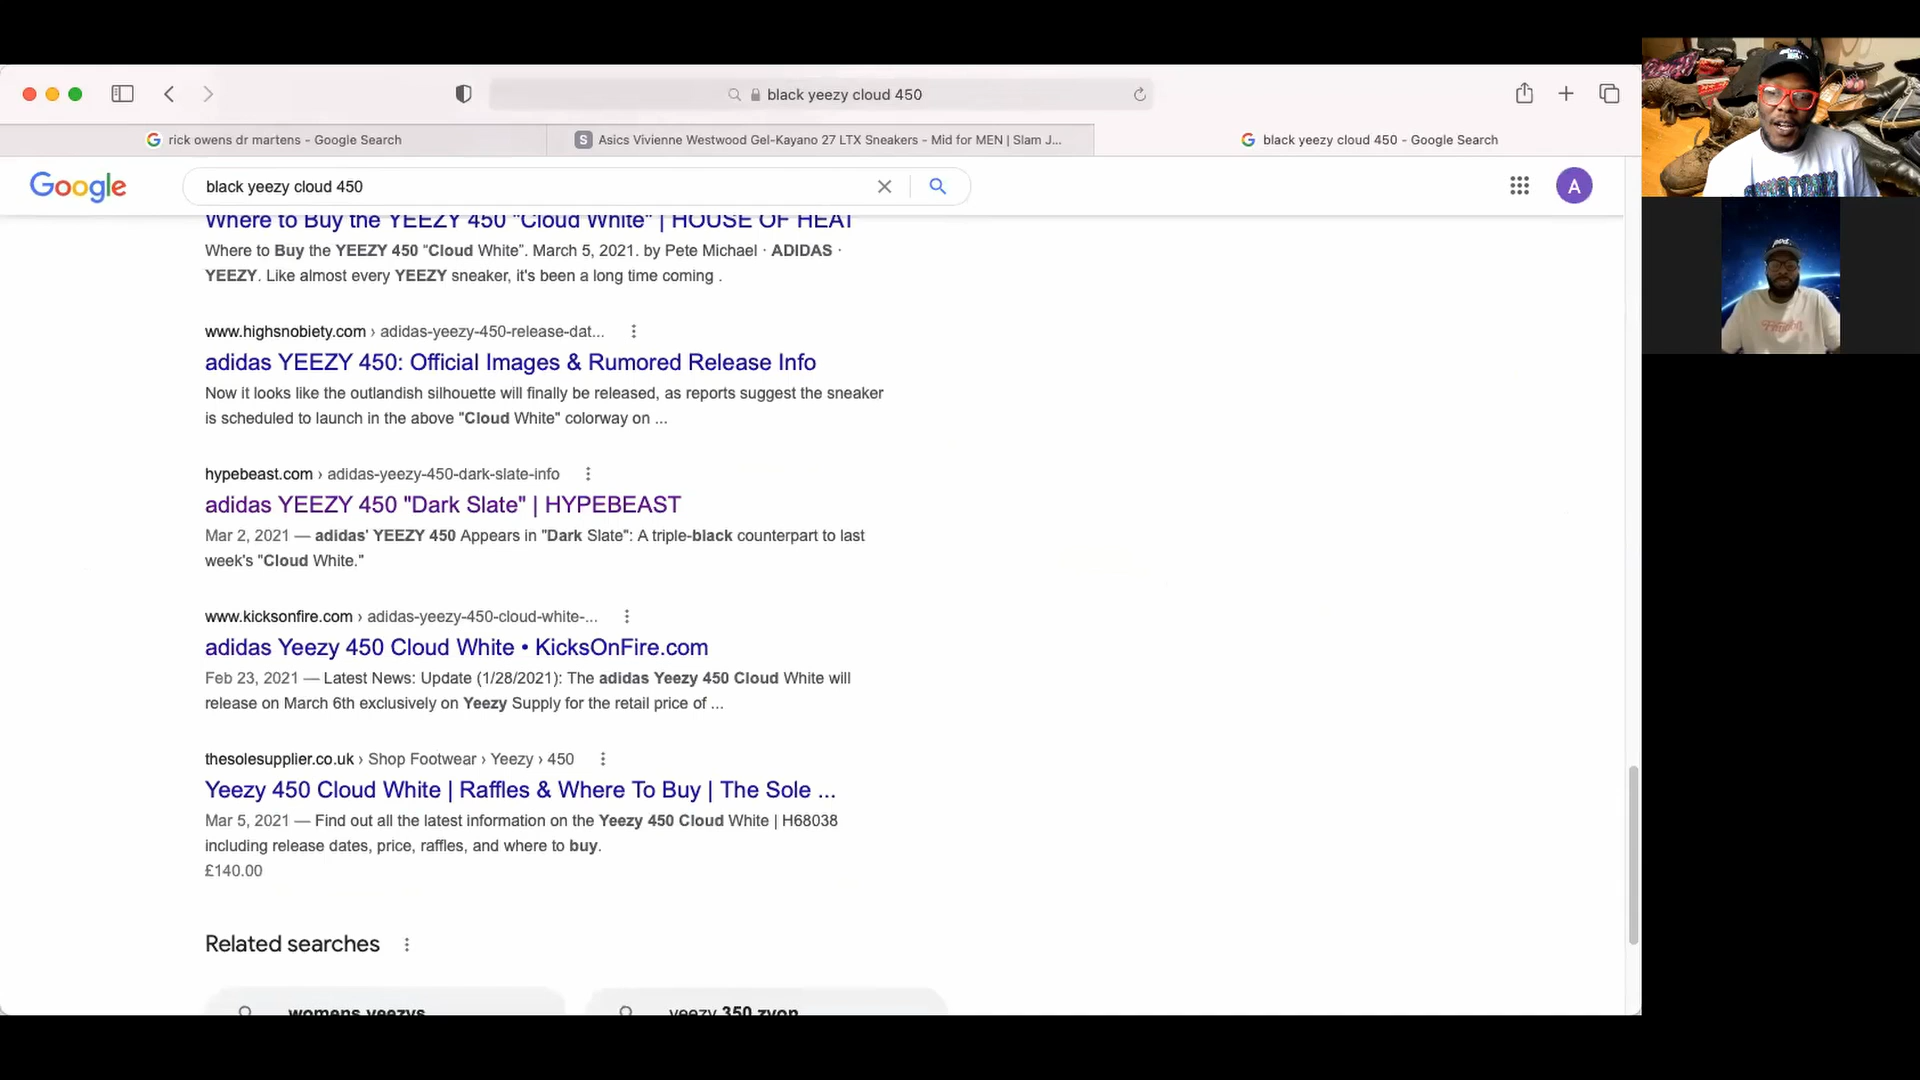 black yeezy cloud 450
rick owens dr martens - Google Search
S Asics Vivienne Westwood Gel-Kayano 27 LTX Sneakers - Mid for MEN | Slam J...
black yeezy cloud 450 - Google Search
Google
black yeezy cloud 450
A
Where to Buy the YEEZY 450 "Cloud White" | HOUSE OF HEAT
Where to Buy the YEEZY 450 “Cloud White”. March 5, 2021. by Pete Michael · ADIDAS ·
YEEZY. Like almost every YEEZY sneaker, it's been a long time coming .
www.highsnobiety.com › adidas-yeezy-450-release-dat...
adidas YEEZY 450: Official Images & Rumored Release Info
Now it looks like the outlandish silhouette will finally be released, as reports suggest the sneaker
is scheduled to launch in the above "Cloud White" colorway on ...
hypebeast.com › adidas-yeezy-450-dark-slate-info
adidas YEEZY 450 "Dark Slate" | HYPEBEAST
Mar 2, 2021 — adidas' YEEZY 450 Appears in "Dark Slate": A triple-black counterpart to last
week's "Cloud White."
www.kicksonfire.com › adidas-yeezy-450-cloud-white-...
adidas Yeezy 450 Cloud White • KicksOnFire.com
Feb 23, 2021 — Latest News: Update (1/28/2021): The adidas Yeezy 450 Cloud White will
release on March 6th exclusively on Yeezy Supply for the retail price of ...
thesolesupplier.co.uk › Shop Footwear › Yeezy › 450
Yeezy 450 Cloud White | Raffles & Where To Buy | The Sole ...
Mar 5, 2021 — Find out all the latest information on the Yeezy 450 Cloud White | H68038
including release dates, price, raffles, and where to buy.
£140.00
Related searches
womens yeezys
yeezy 350 zyon